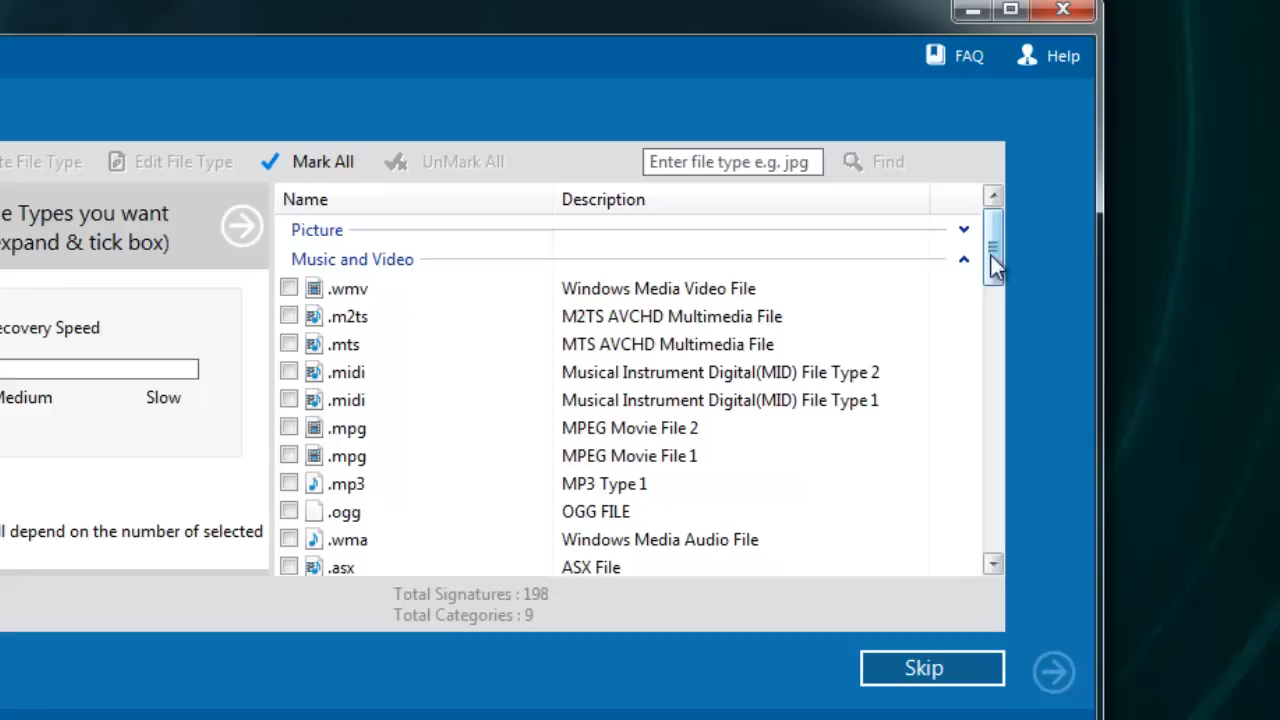 FAQ Help
te File Type Edit File Type Mark All UnMark All Enter file type e.g. jpg Find
e Types you want
expand & tick box)
Name Description
Picture
Music and Video
.wmv Windows Media Video File
.m2ts M2TS AVCHD Multimedia File
.mts MTS AVCHD Multimedia File
.midi Musical Instrument Digital(MID) File Type 2
.midi Musical Instrument Digital(MID) File Type 1
.mpg MPEG Movie File 2
.mpg MPEG Movie File 1
.mp3 MP3 Type 1
.ogg OGG FILE
.wma Windows Media Audio File
.asx ASX File
ecovery Speed
Medium Slow
ll depend on the number of selected
Total Signatures : 198
Total Categories : 9
Skip